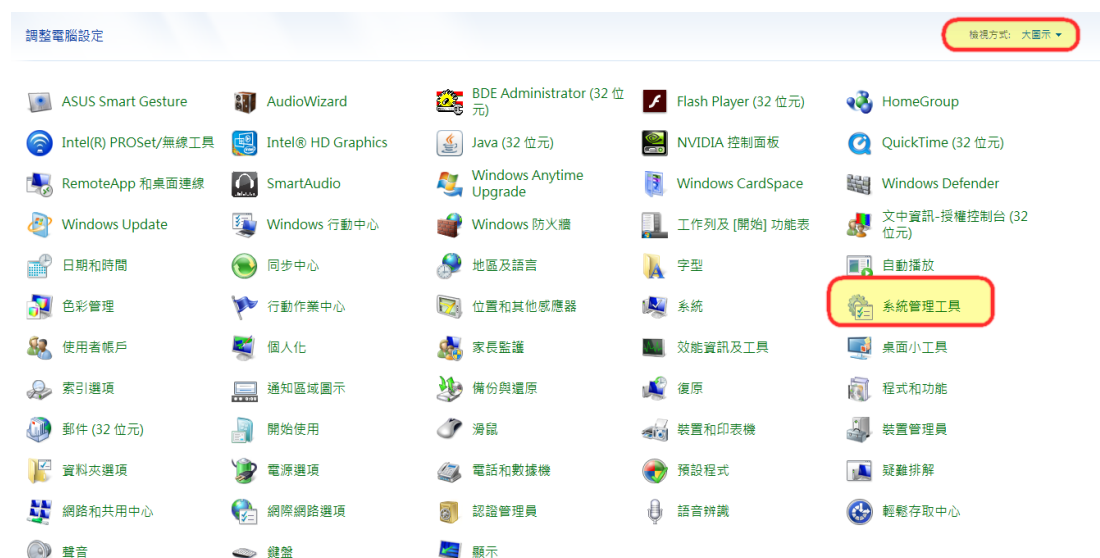 調整電腦設定
檢視方式: 大圖示
ASUS Smart Gesture
AudioWizard
BDE Administrator (32 位
元)
Flash Player (32 位元)
HomeGroup
Intel(R) PROSet/無線工具
Intel® HD Graphics
Java (32 位元)
NVIDIA 控制面板
QuickTime (32 位元)
RemoteApp 和桌面連線
SmartAudio
Windows Anytime
Upgrade
Windows CardSpace
Windows Defender
Windows Update
Windows 行動中心
Windows 防火牆
工作列及 [開始] 功能表
文中資訊-授權控制台 (32
位元)
日期和時間
同步中心
地區及語言
字型
自動播放
色彩管理
行動作業中心
位置和其他感應器
系統
系統管理工具
使用者帳戶
個人化
家長監護
效能資訊及工具
桌面小工具
索引選項
通知區域圖示
備份與還原
復原
程式和功能
郵件 (32 位元)
開始使用
滑鼠
裝置和印表機
裝置管理員
資料夾選項
電源選項
電話和數據機
預設程式
疑難排解
網路和共用中心
網際網路選項
認證管理員
語音辨識
輕鬆存取中心
聲音
鍵盤
顯示